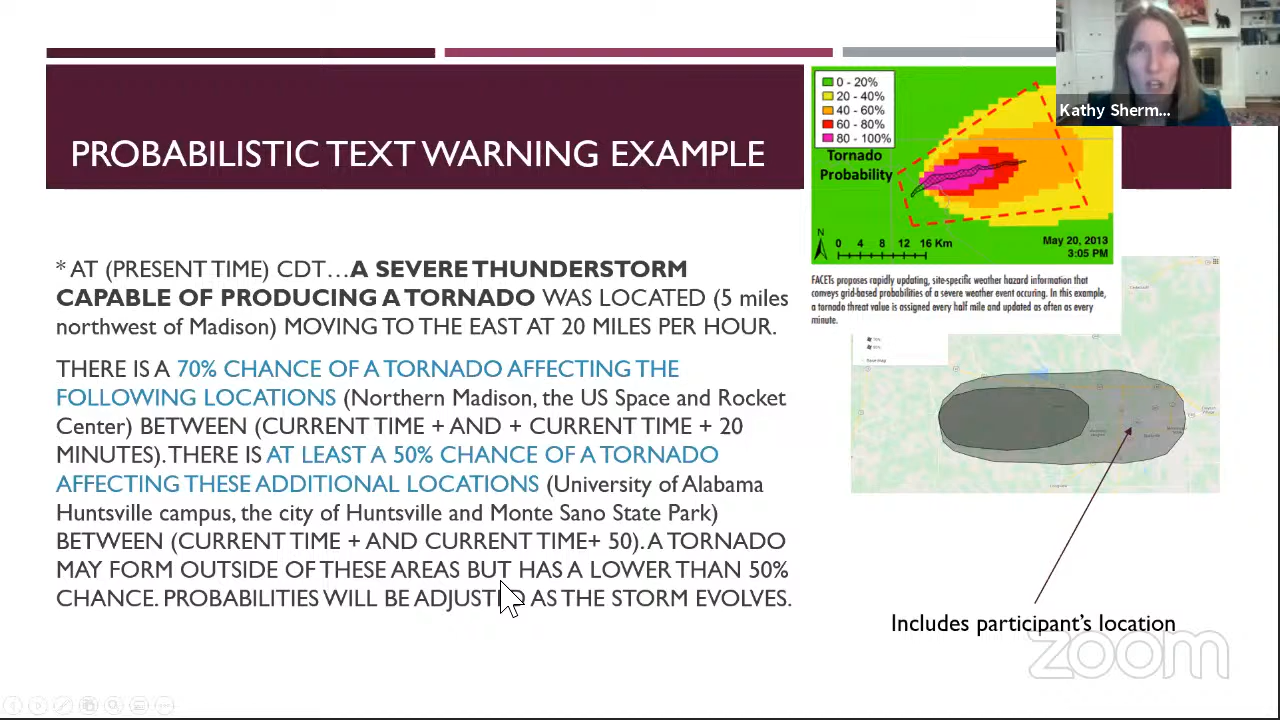 Kathy Sherm...
PROBABILISTIC TEXT WARNING EXAMPLE
0 - 20%
20 - 40%
40 - 60%
60 - 80%
80 - 100%
Tornado
Probability
N
0 4 8 12 16 Km
May 20, 2013
3:05 PM
FACETs proposes rapidly updating, site-specific weather hazard information that
conveys grid-based probabilities of a severe weather event occuring. In this example,
a tornado threat value is assigned every half mile and updated as often as every
minute.
* AT (PRESENT TIME) CDT…A SEVERE THUNDERSTORM
CAPABLE OF PRODUCING A TORNADO WAS LOCATED (5 miles
northwest of Madison) MOVING TO THE EAST AT 20 MILES PER HOUR.
THERE IS A 70% CHANCE OF A TORNADO AFFECTING THE
FOLLOWING LOCATIONS (Northern Madison, the US Space and Rocket
Center) BETWEEN (CURRENT TIME + AND + CURRENT TIME + 20
MINUTES). THERE IS AT LEAST A 50% CHANCE OF A TORNADO
AFFECTING THESE ADDITIONAL LOCATIONS (University of Alabama
Huntsville campus, the city of Huntsville and Monte Sano State Park)
BETWEEN (CURRENT TIME + AND CURRENT TIME+ 50). A TORNADO
MAY FORM OUTSIDE OF THESE AREAS BUT HAS A LOWER THAN 50%
CHANCE. PROBABILITIES WILL BE ADJUSTED AS THE STORM EVOLVES.
Includes participant's location
zoom